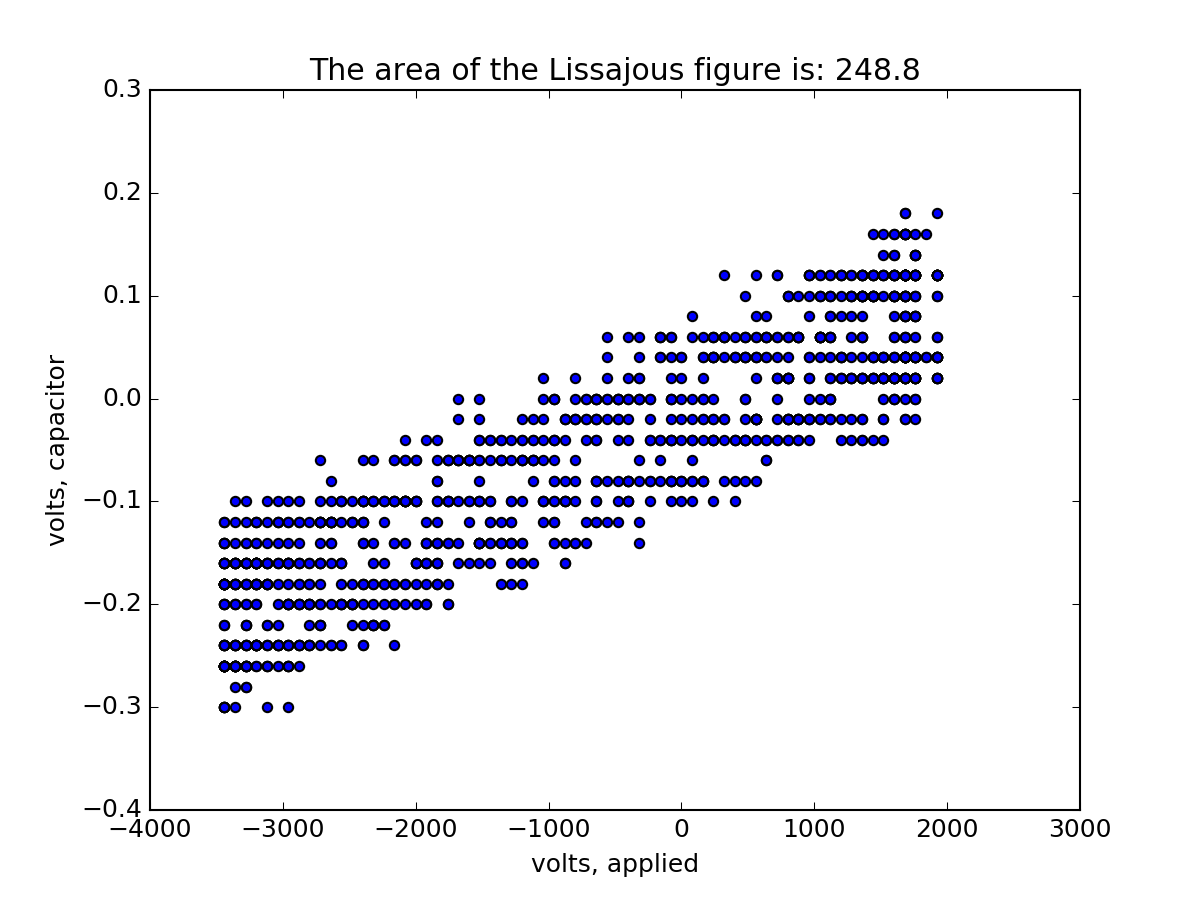 The area of the Lissajous figure is: 248.8
0.3
0.2
0.1
0.0
−0.1
−0.2
−0.3
−0.4
volts, capacitor
−4000 −3000 −2000 −1000 0 1000 2000 3000
volts, applied